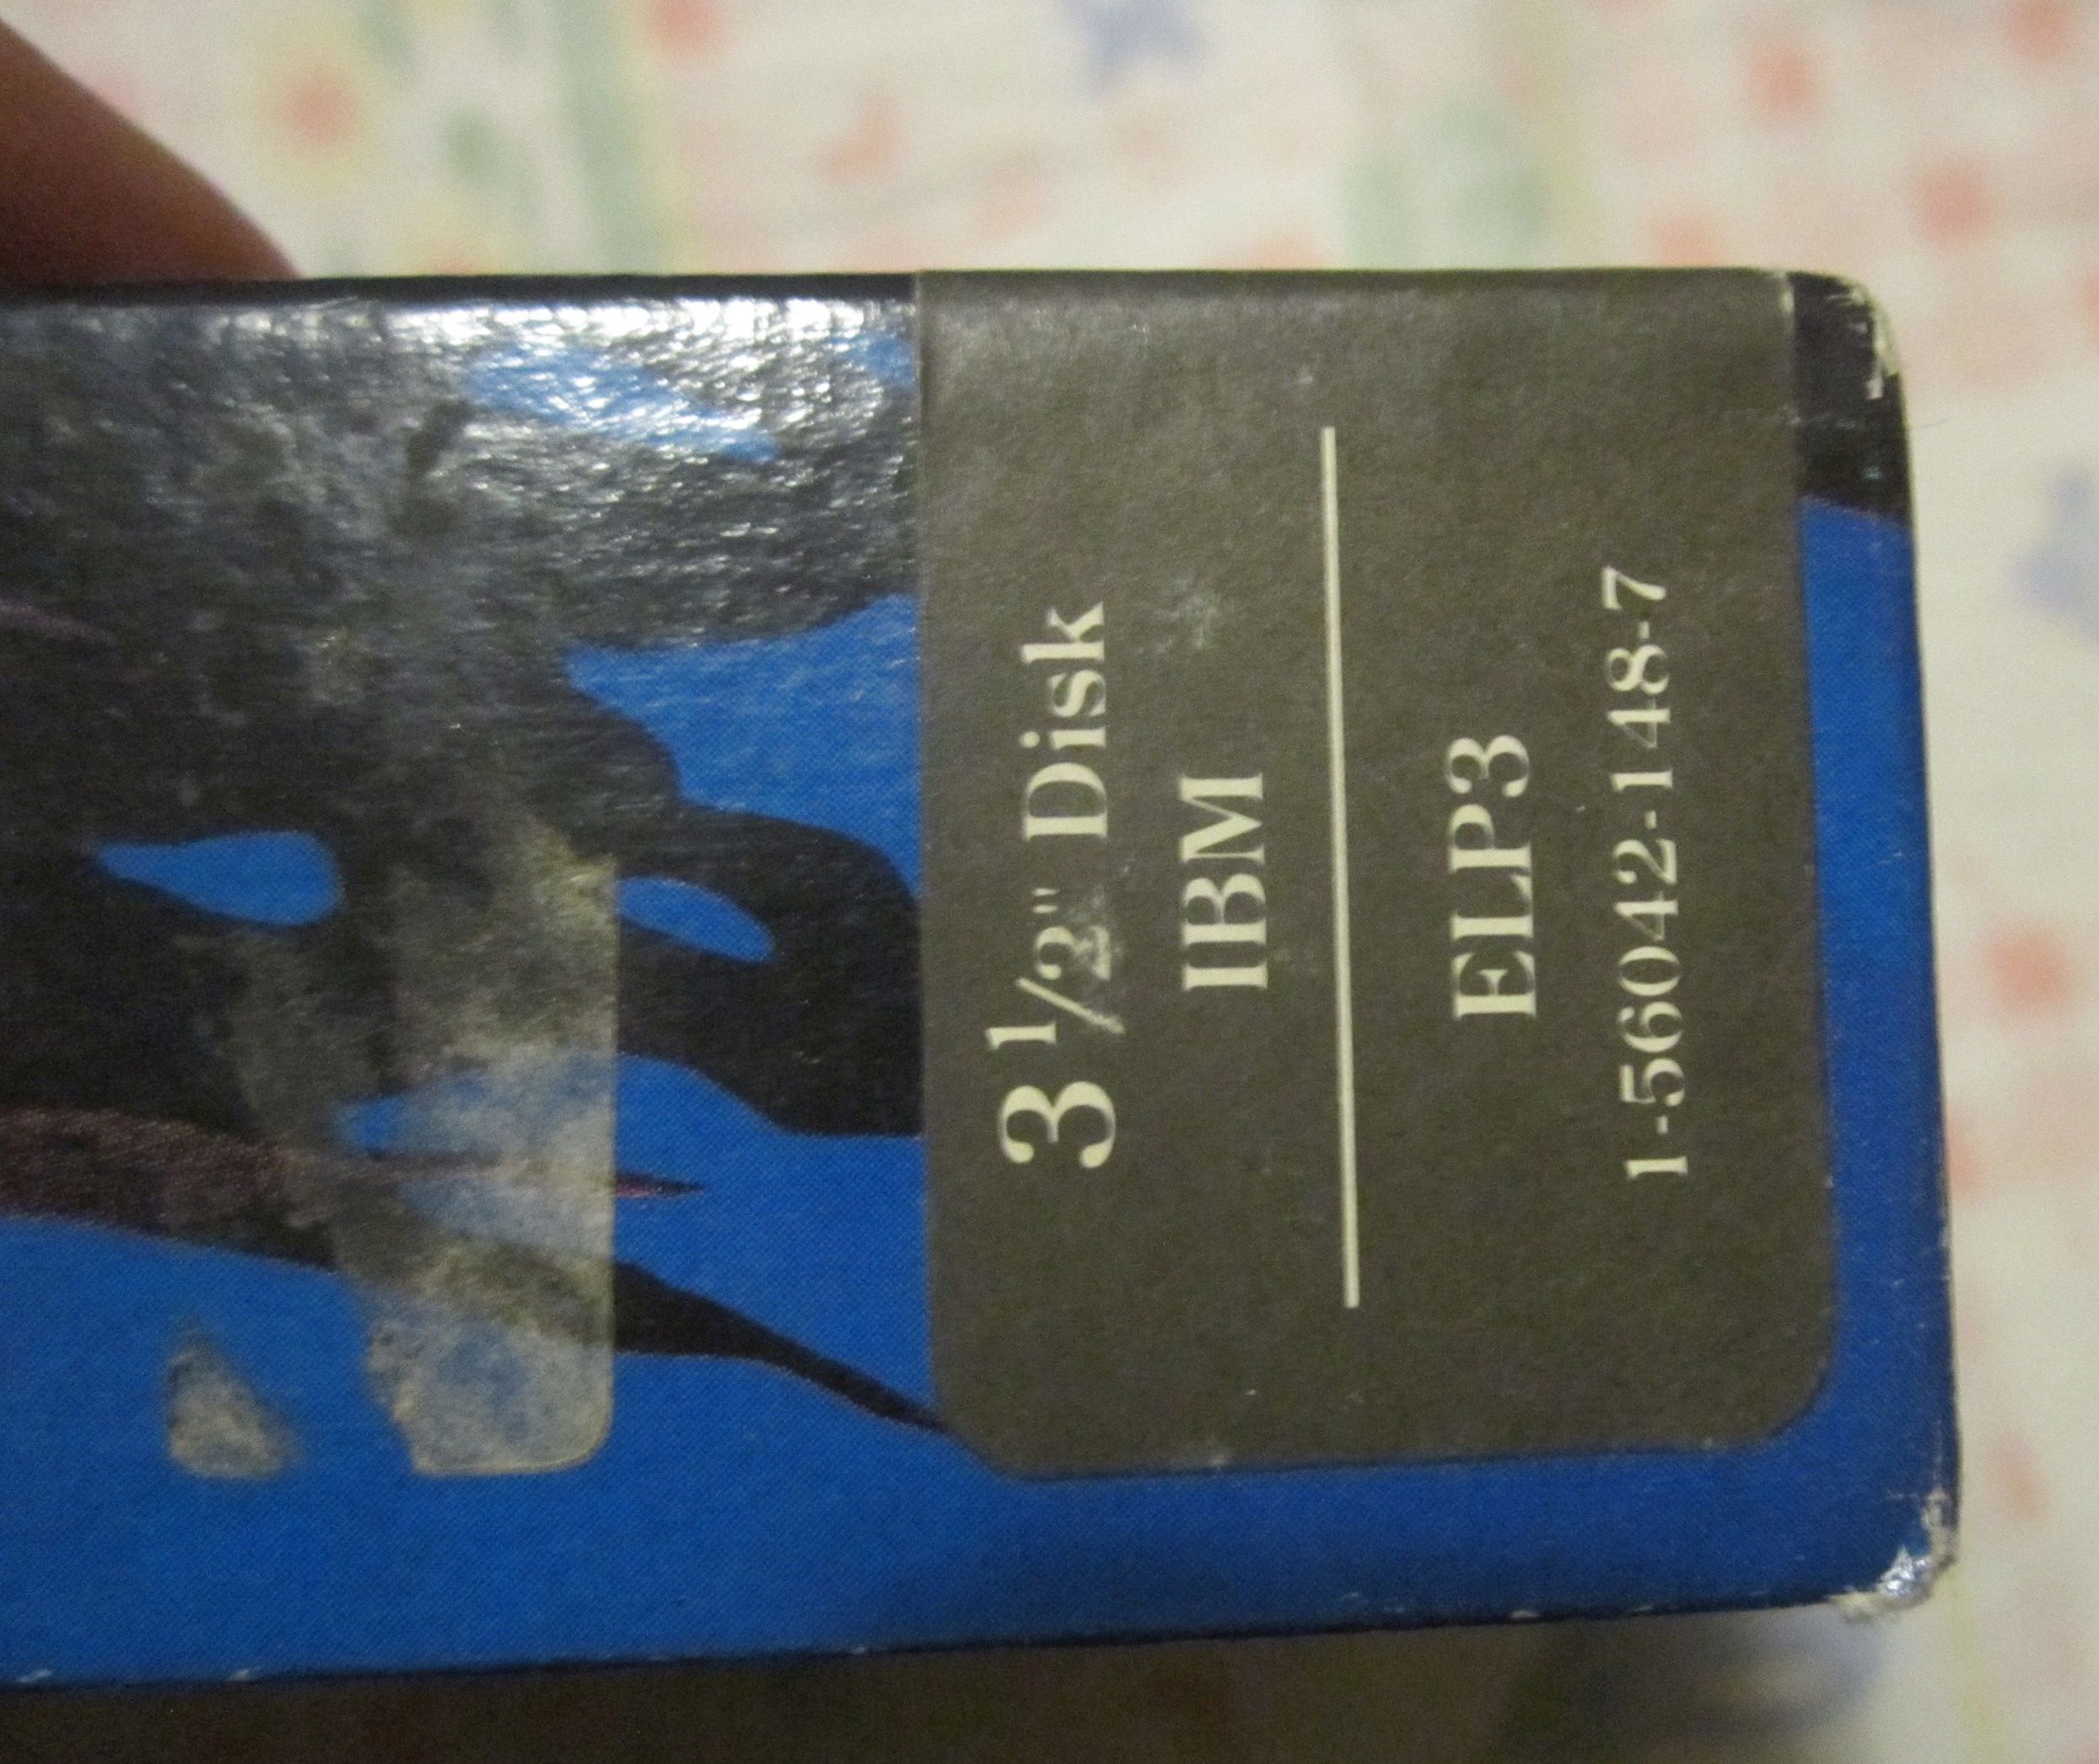 3 1/2" Disk
IBM
ELP3
1-56042-148-7